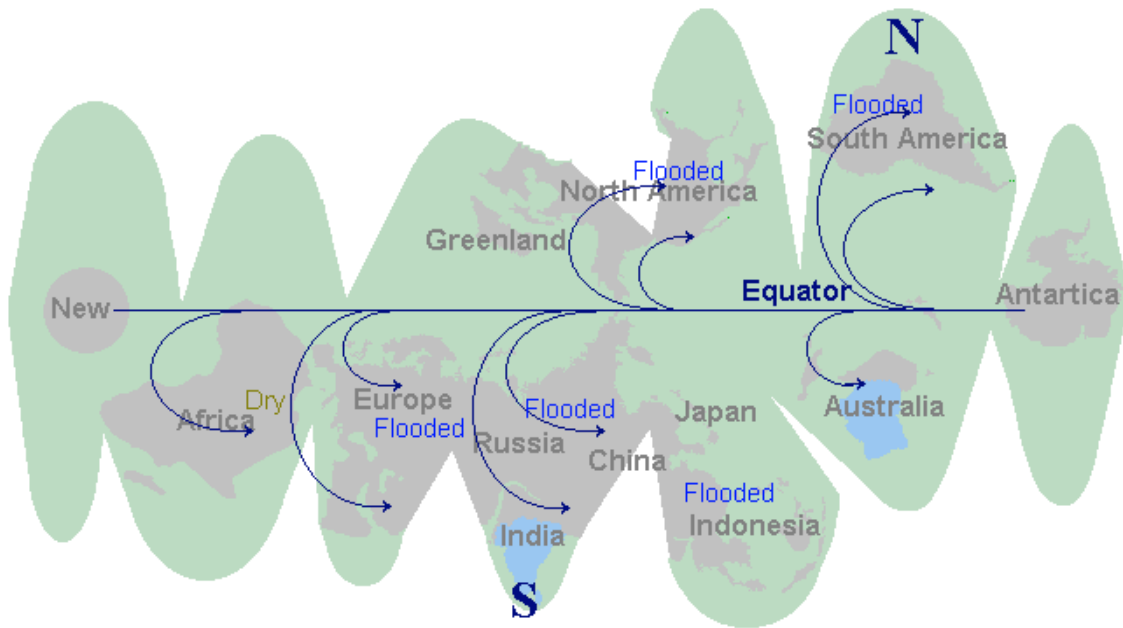 N
Flooded
South America
Flooded
North America
Greenland
Equator
Antartica
New
Dry
Africa
Europe
Flooded
Flooded
Russia
China
Japan
Australia
Flooded
Indonesia
India
S